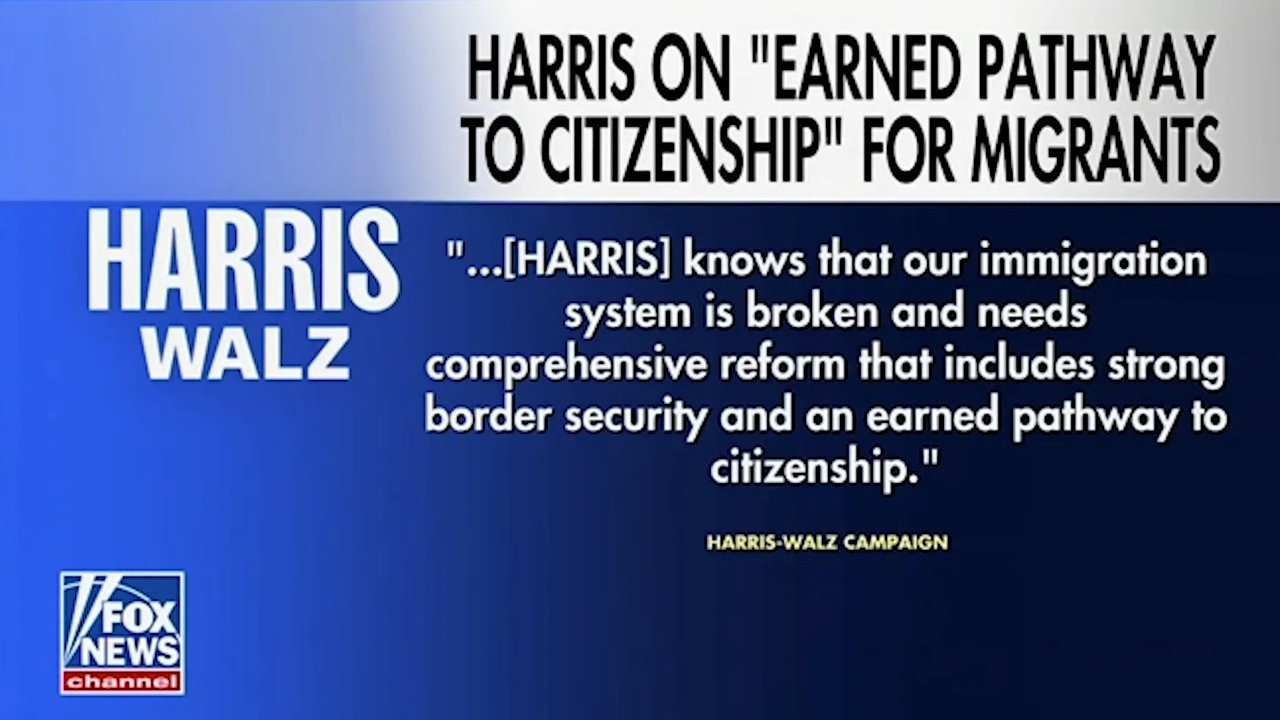 HARRIS ON "EARNED PATHWAY
TO CITIZENSHIP" FOR MIGRANTS
HARRIS
WALZ
"...[HARRIS] knows that our immigration
system is broken and needs
comprehensive reform that includes strong
border security and an earned pathway to
citizenship."
HARRIS-WALZ CAMPAIGN
FOX
NEWS
channel